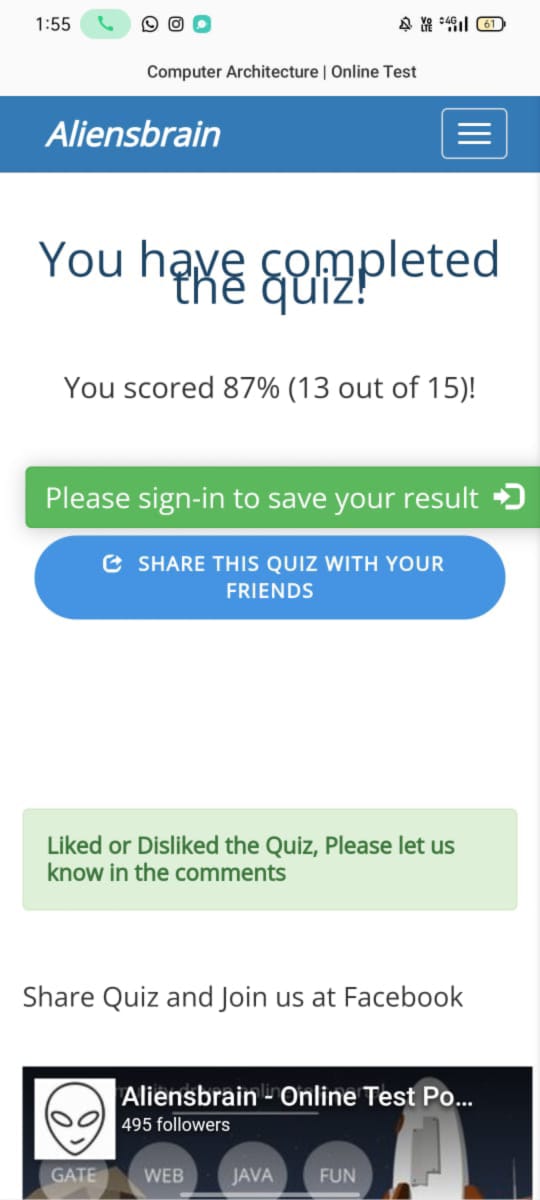 1:55
VO LTE 4G 61
Computer Architecture | Online Test
Aliensbrain
You have completed
the quiz!
You scored 87% (13 out of 15)!
Please sign-in to save your result
SHARE THIS QUIZ WITH YOUR
FRIENDS
Liked or Disliked the Quiz, Please let us
know in the comments
Share Quiz and Join us at Facebook
Aliensbrain - Online Test Po...
495 followers
GATE WEB JAVA FUN